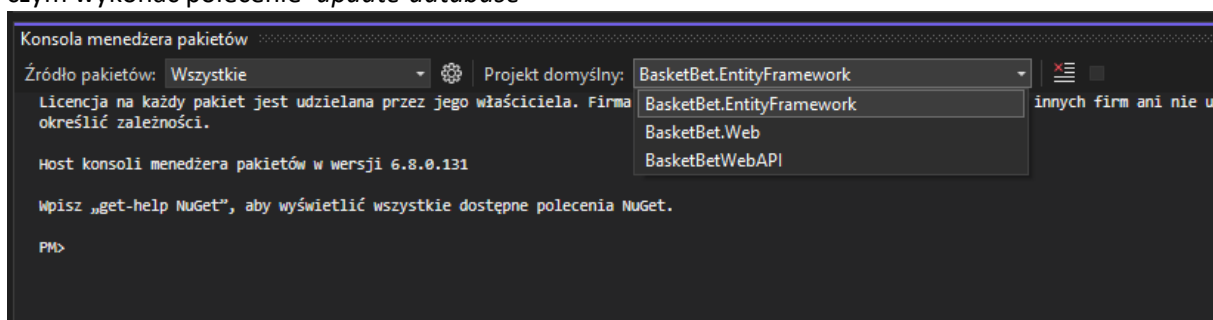 czym wykonać polecenie "update-database"
Konsola menedżera pakietów
Źródło pakietów: Wszystkie Projekt domyślny: BasketBet.EntityFramework
Licencja na każdy pakiet jest udzielana przez jego właściciela. Firma innych firm ani nie u
BasketBet.EntityFramework
określić zależności.
BasketBet.Web
BasketBetWebAPI
Host konsoli menedżera pakietów w wersji 6.8.0.131
Wpisz „get-help NuGet”, aby wyświetlić wszystkie dostępne polecenia NuGet.
PM>